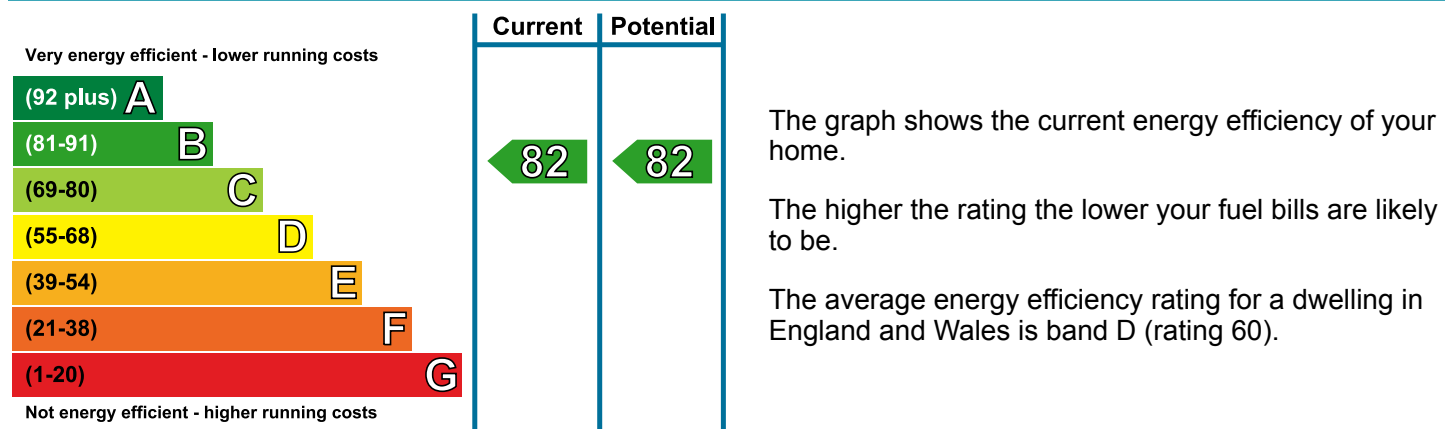 Current Potential
Very energy efficient - lower running costs
(92 plus) A
(81-91) B
82 82
(69-80) C
(55-68) D
(39-54) E
(21-38) F
(1-20) G
Not energy efficient - higher running costs
The graph shows the current energy efficiency of your
home.
The higher the rating the lower your fuel bills are likely
to be.
The average energy efficiency rating for a dwelling in
England and Wales is band D (rating 60).